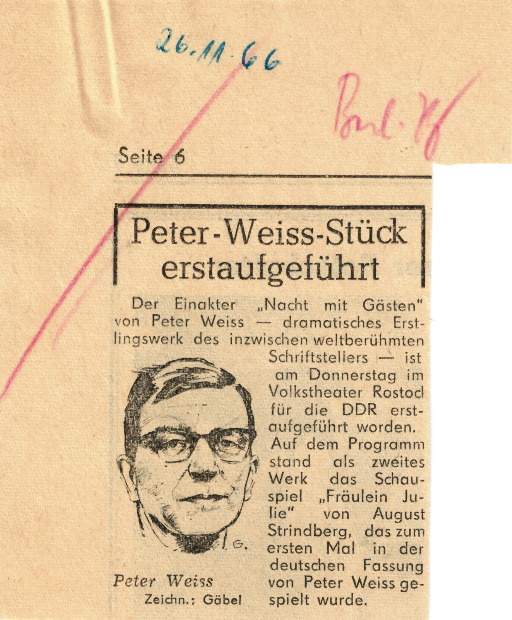 26.11.66
Seite 6
Peter-Weiss-Stück
erstaufgeführt
Der Einakter „Nacht mit Gästen"
von Peter Weiss — dramatisches Erst-
lingswerk des inzwischen weltberühmten
Schriftstellers — ist
am Donnerstag im
Volkstheater Rostock
für die DDR erst-
aufgeführt worden.
Auf dem Programm
stand als zweites
Werk das Schau-
spiel „Fräulein Ju-
lie" von August
Strindberg, das zum
ersten Mal in der
deutschen Fassung
von Peter Weiss ge-
spielt wurde.
G.
Peter Weiss
Zeichn.: Gäbel